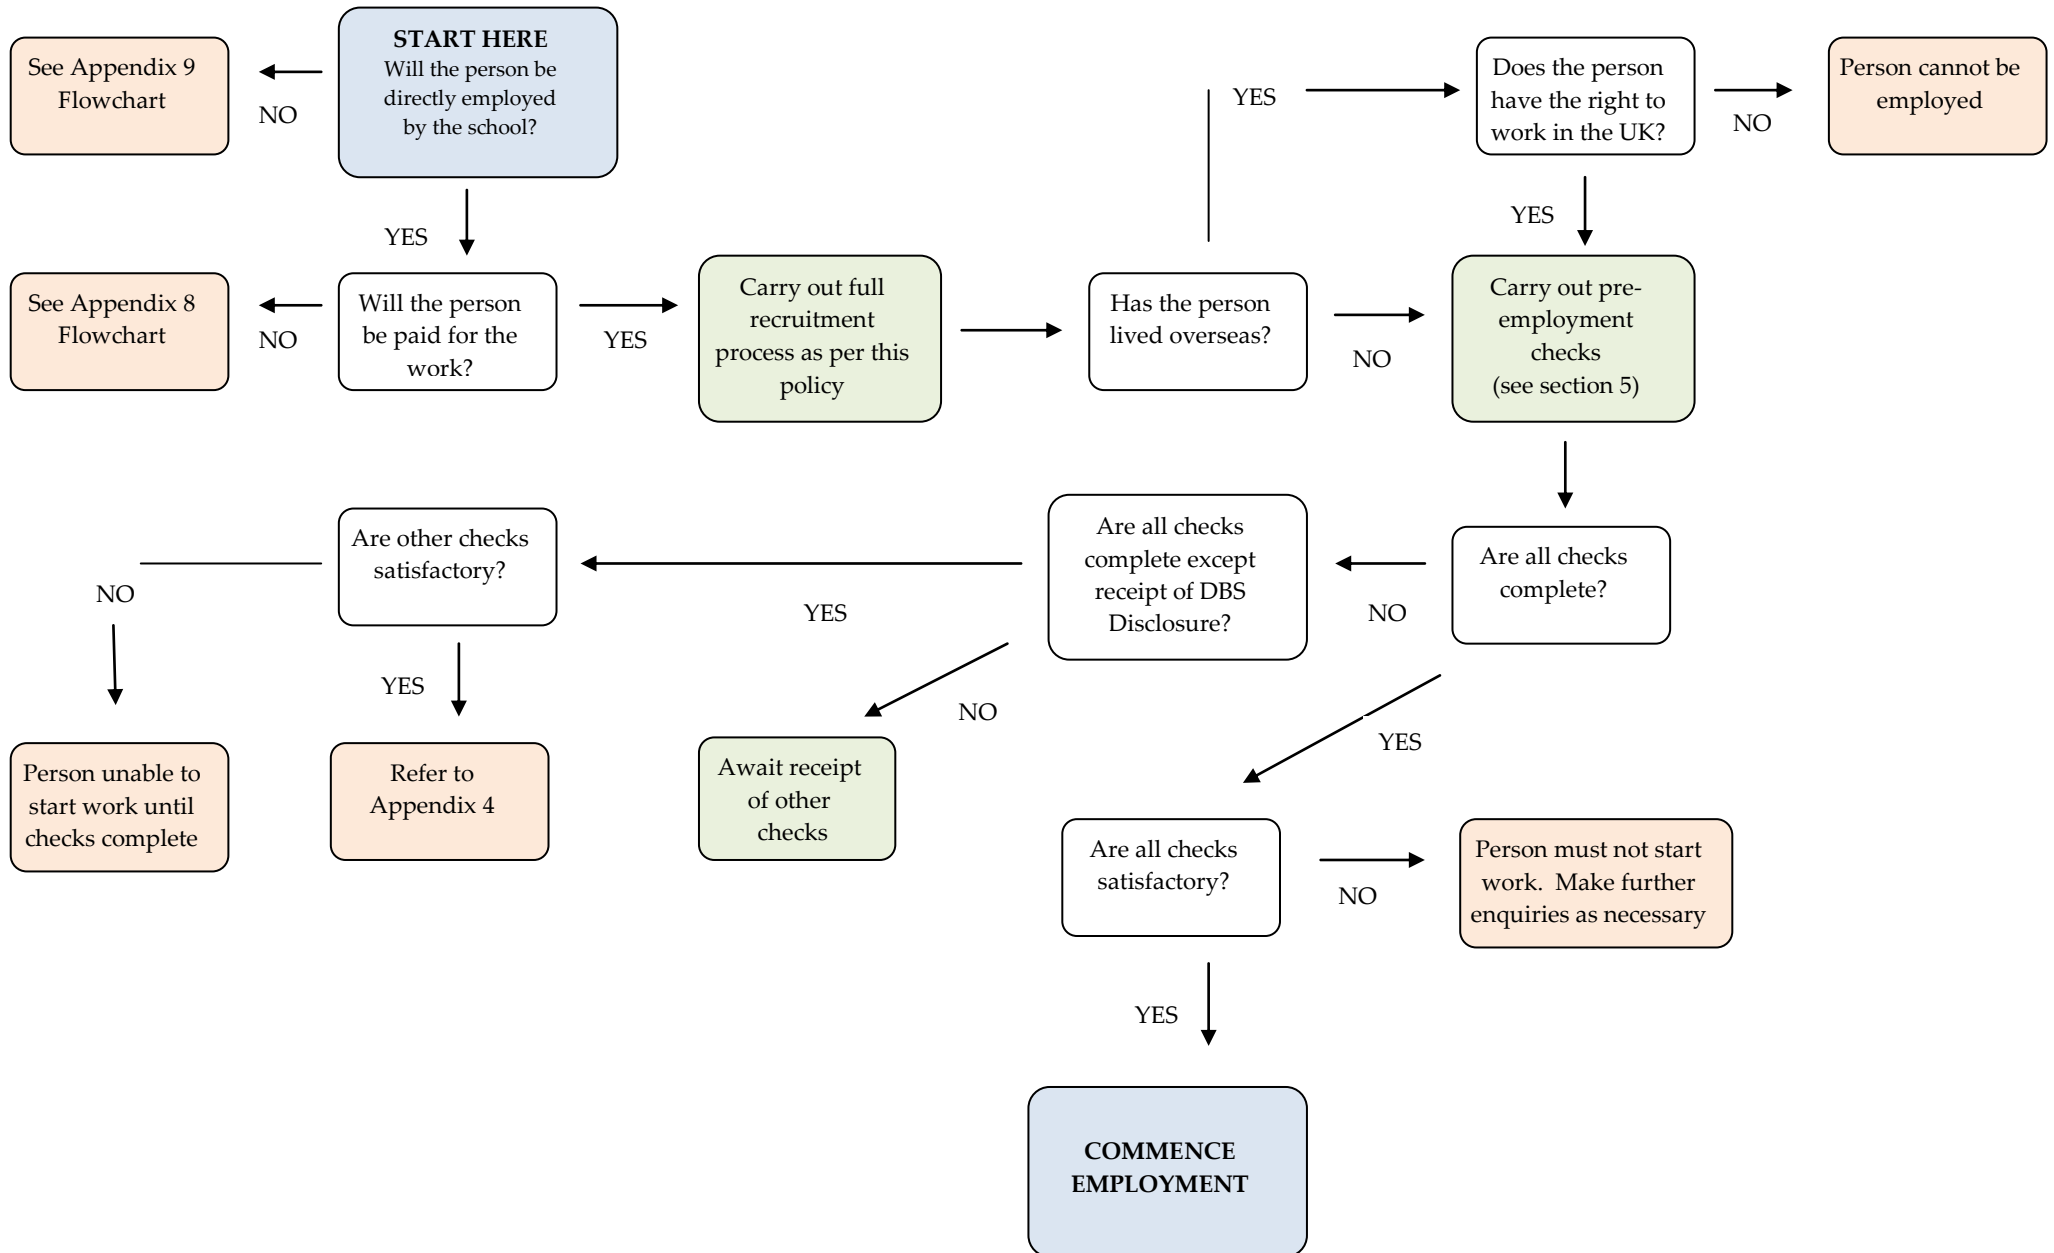 START HERE
Will the person be
directly employed
by the school?
NO
See Appendix 9
Flowchart
YES
Will the person
be paid for the
work?
NO
See Appendix 8
Flowchart
YES
Carry out full
recruitment
process as per this
policy
Has the person
lived overseas?
YES
Does the person
have the right to
work in the UK?
NO
Person cannot be
employed
YES
NO
Carry out pre-
employment
checks
(see section 5)
Are all checks
complete?
NO
Are all checks
complete except
receipt of DBS
Disclosure?
YES
Are other checks
satisfactory?
NO
Person unable to
start work until
checks complete
YES
Refer to
Appendix 4
NO
Await receipt
of other
checks
YES
Are all checks
satisfactory?
NO
Person must not start
work.  Make further
enquiries as necessary
YES
COMMENCE
EMPLOYMENT